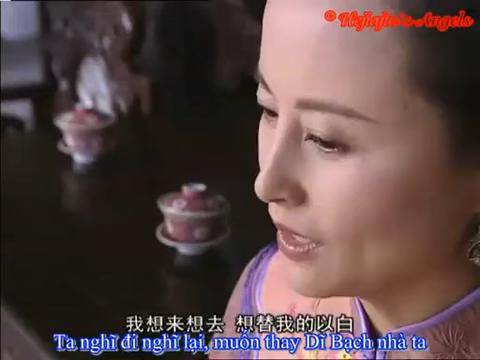 © Hejiajin's Angels
我想来想去 想替我的以白
Ta nghĩ đi nghĩ lại, muốn thay Dĩ Bạch nhà ta